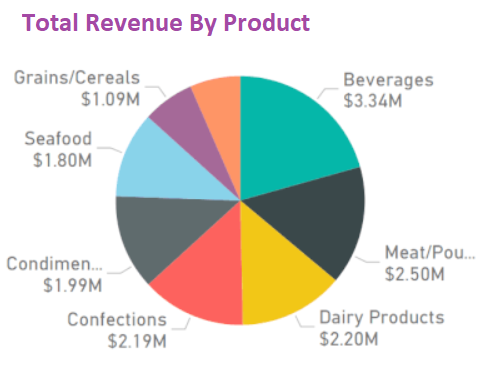 Total Revenue By Product
Grains/Cereals
$1.09M
Beverages
$3.34M
Seafood
$1.80M
Meat/Pou...
$2.50M
Condimen...
$1.99M
Dairy Products
$2.20M
Confections
$2.19M